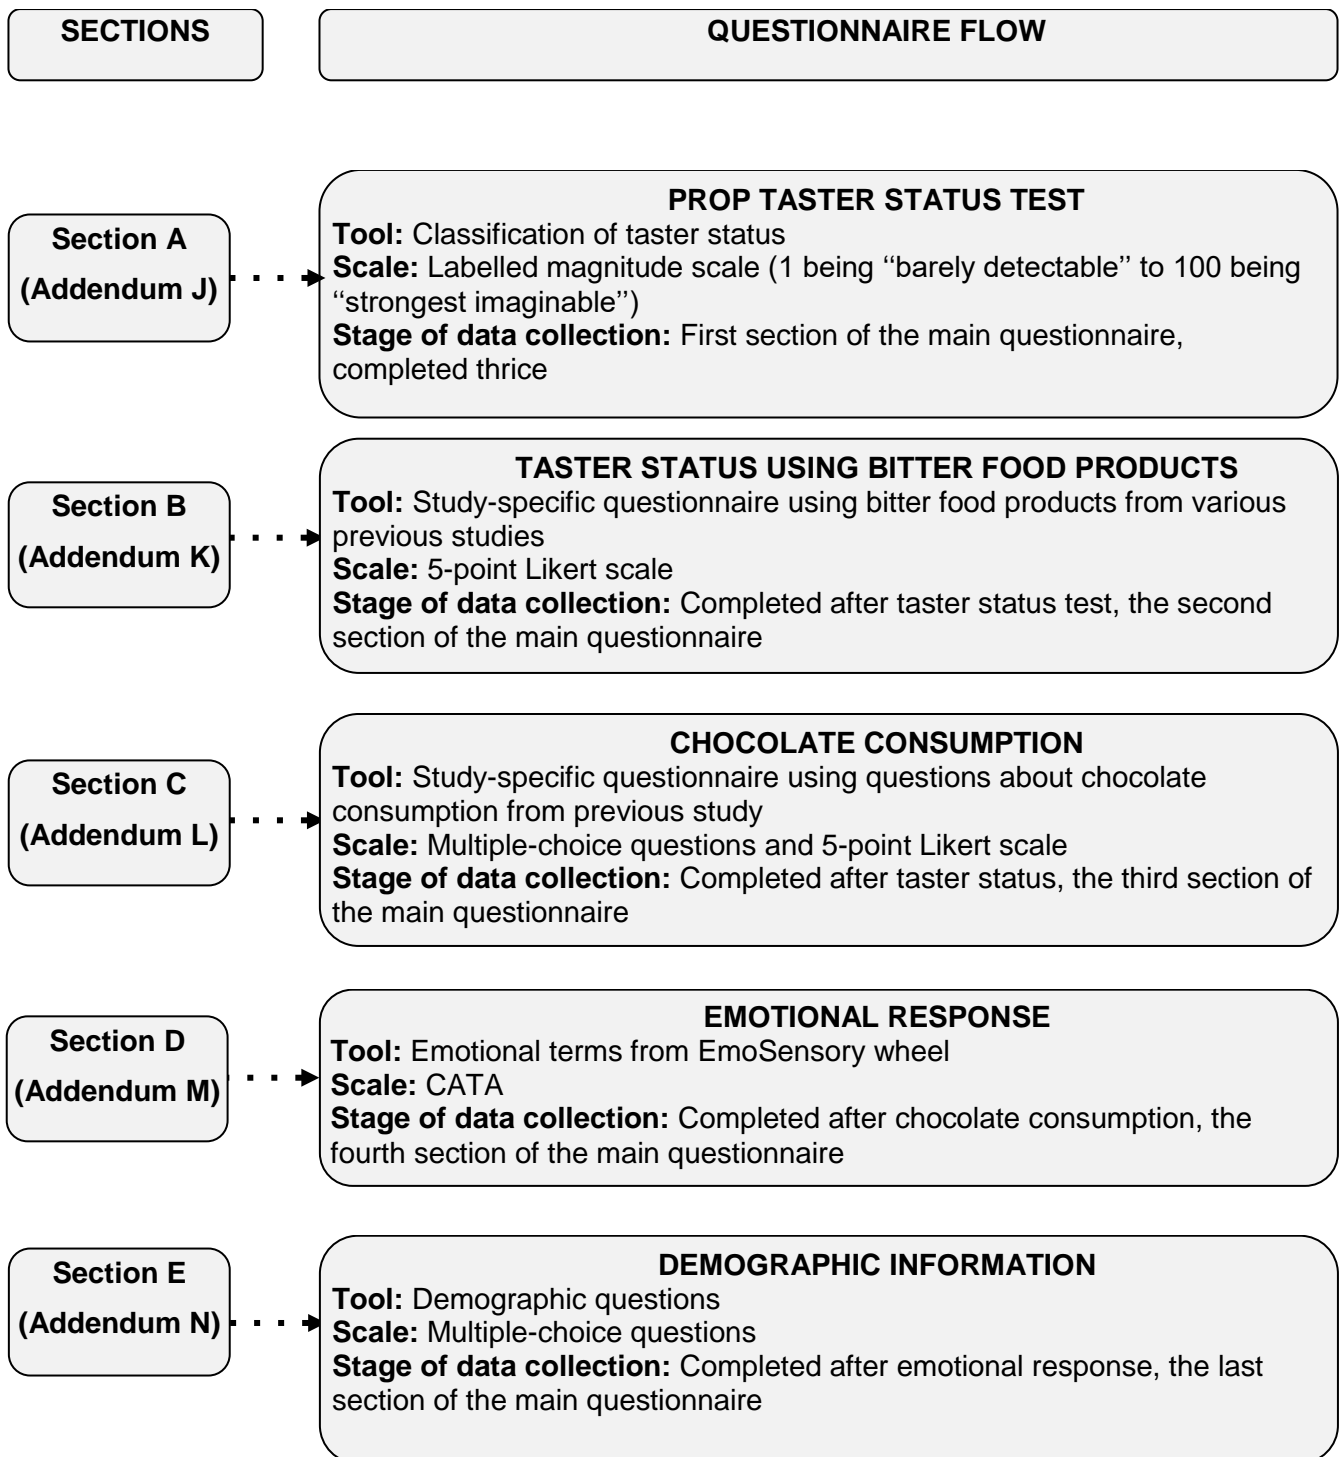 SECTIONS
QUESTIONNAIRE FLOW
Section A
(Addendum J)
PROP TASTER STATUS TEST
Tool: Classification of taster status
Scale: Labelled magnitude scale (1 being ‘‘barely detectable’’ to 100 being
‘‘strongest imaginable’’)
Stage of data collection: First section of the main questionnaire,
completed thrice
Section B
(Addendum K)
TASTER STATUS USING BITTER FOOD PRODUCTS
Tool: Study-specific questionnaire using bitter food products from various
previous studies
Scale: 5-point Likert scale
Stage of data collection: Completed after taster status test, the second
section of the main questionnaire
Section C
(Addendum L)
CHOCOLATE CONSUMPTION
Tool: Study-specific questionnaire using questions about chocolate
consumption from previous study
Scale: Multiple-choice questions and 5-point Likert scale
Stage of data collection: Completed after taster status, the third section of
the main questionnaire
Section D
(Addendum M)
EMOTIONAL RESPONSE
Tool: Emotional terms from EmoSensory wheel
Scale: CATA
Stage of data collection: Completed after chocolate consumption, the
fourth section of the main questionnaire
Section E
(Addendum N)
DEMOGRAPHIC INFORMATION
Tool: Demographic questions
Scale: Multiple-choice questions
Stage of data collection: Completed after emotional response, the last
section of the main questionnaire